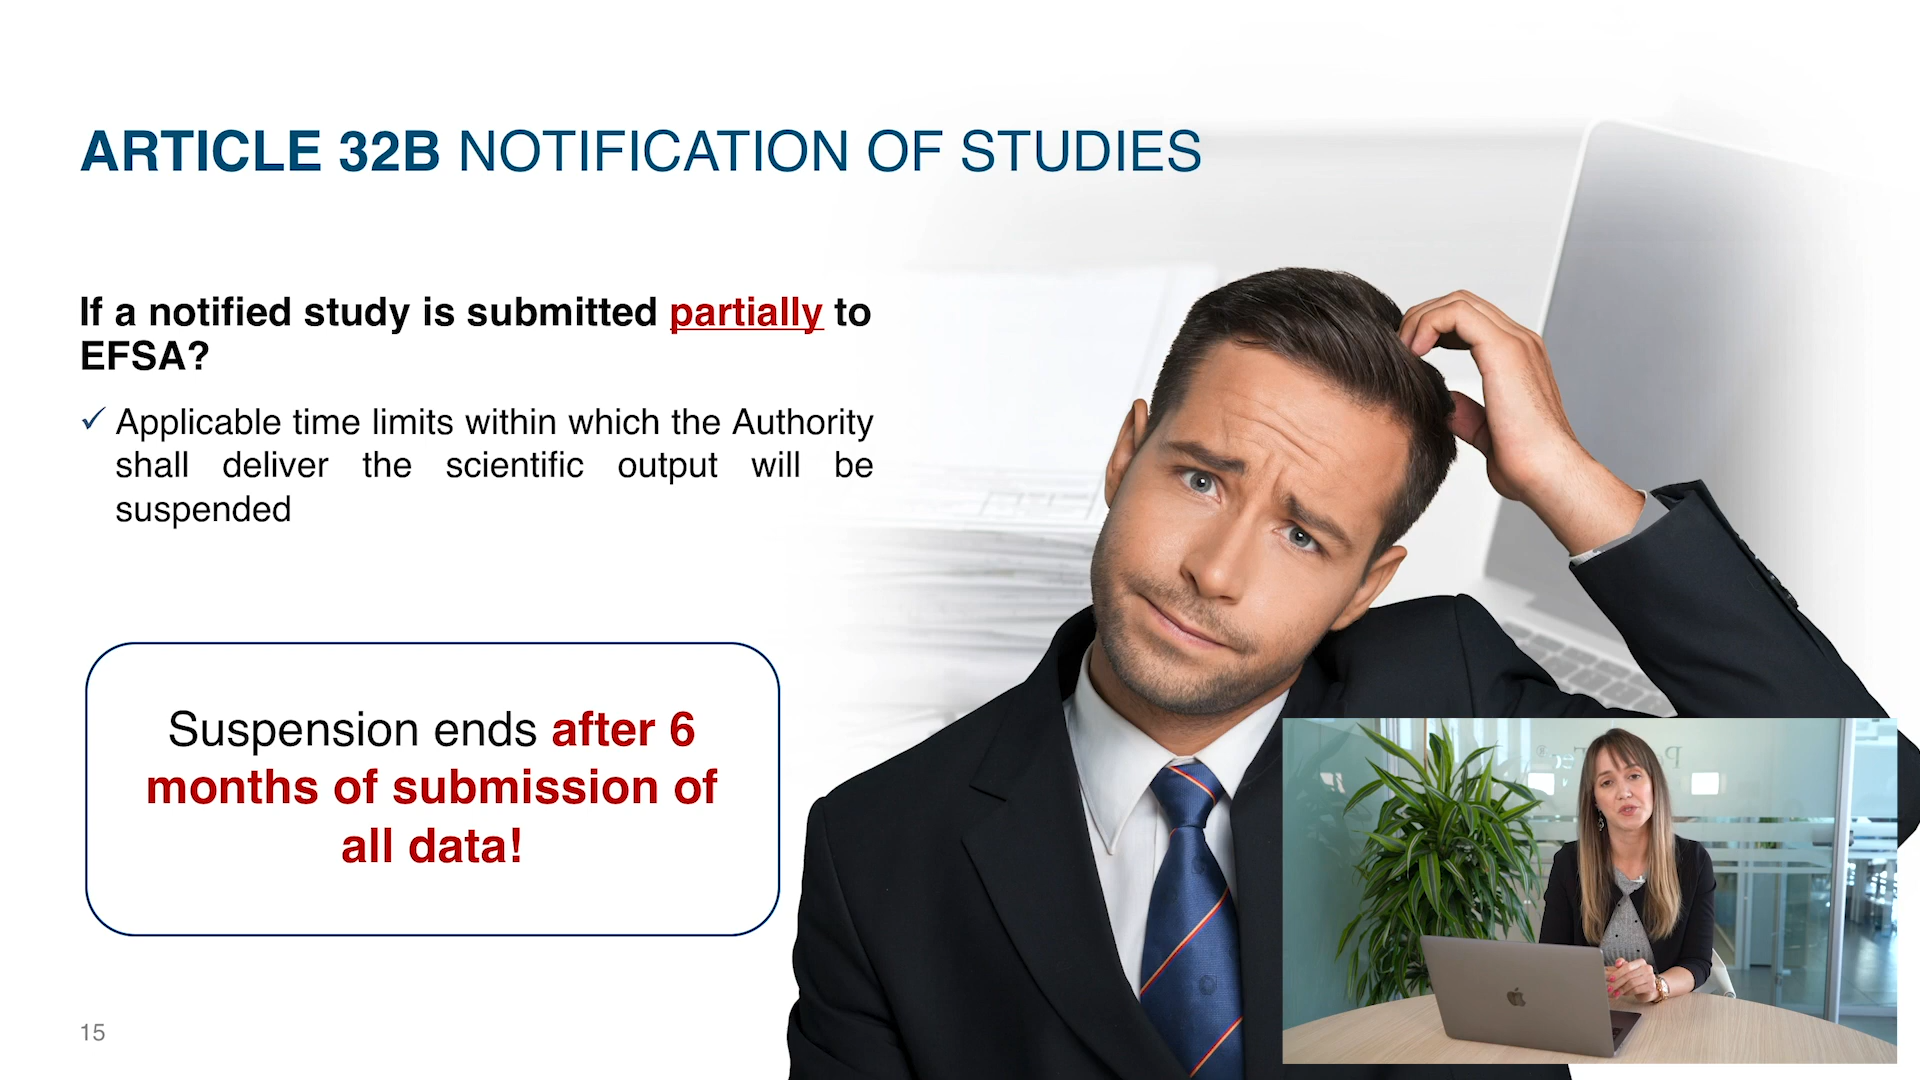 ARTICLE 32B NOTIFICATION OF STUDIES
If a notified study is submitted partially to
EFSA?
✓ Applicable time limits within which the Authority
shall deliver the scientific output will be
suspended
Suspension ends after 6
months of submission of
all data!
15